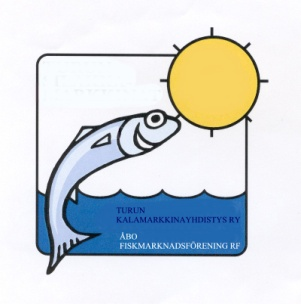 TURUN
KALAMARKKINAYHDISTYS RY
ÅBO
FISKMARKNADSFÖRENING RF